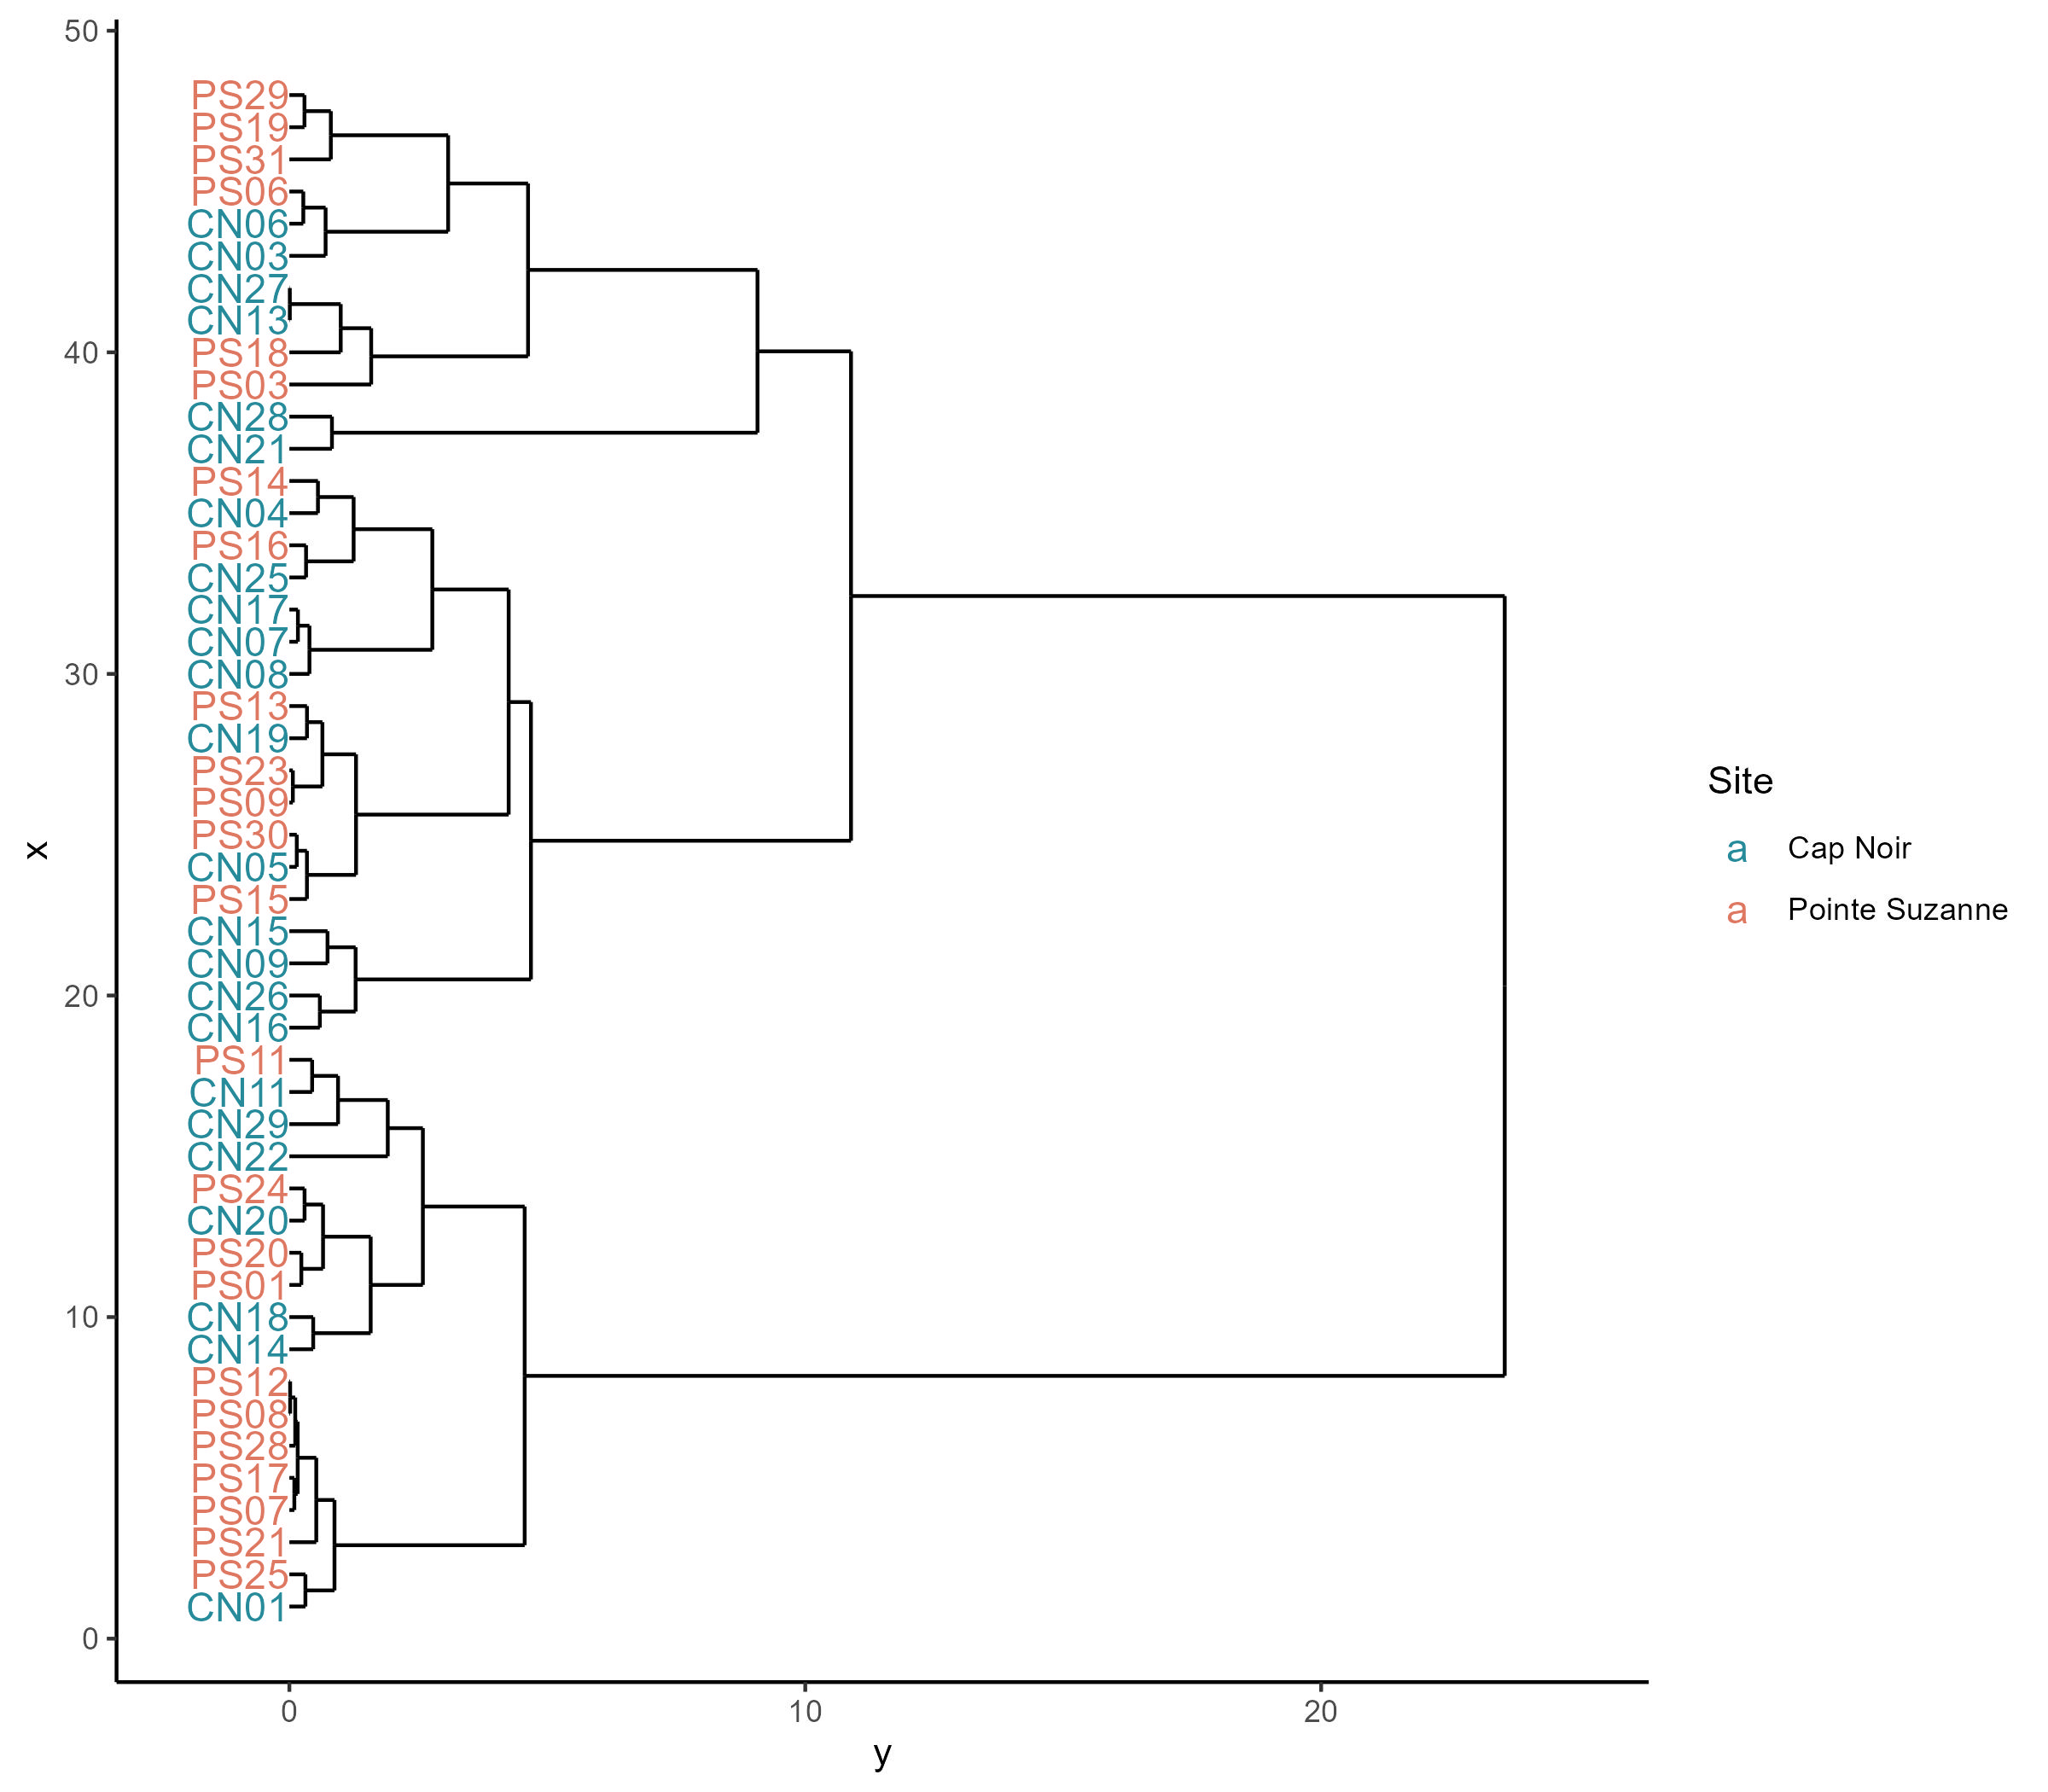 50
PS29
PS19
PS31
PS06
CN06
CN03
CN27
CN13
40
PS18
PS03
CN28
CN21
PS14
CN04
PS16
CN25
CN17
CN07
30
CN08
PS13
CN19
PS23
PS09
PS30
CN05
PS15
CN15
CN09
20
CN26
CN16
PS11
CN11
CN29
CN22
PS24
CN20
PS20
PS01
10
CN18
CN14
PS12
PS08
PS28
PS17
PS07
PS21
PS25
CN01
0
x
0 10 20
y
Site
a Cap Noir
a Pointe Suzanne